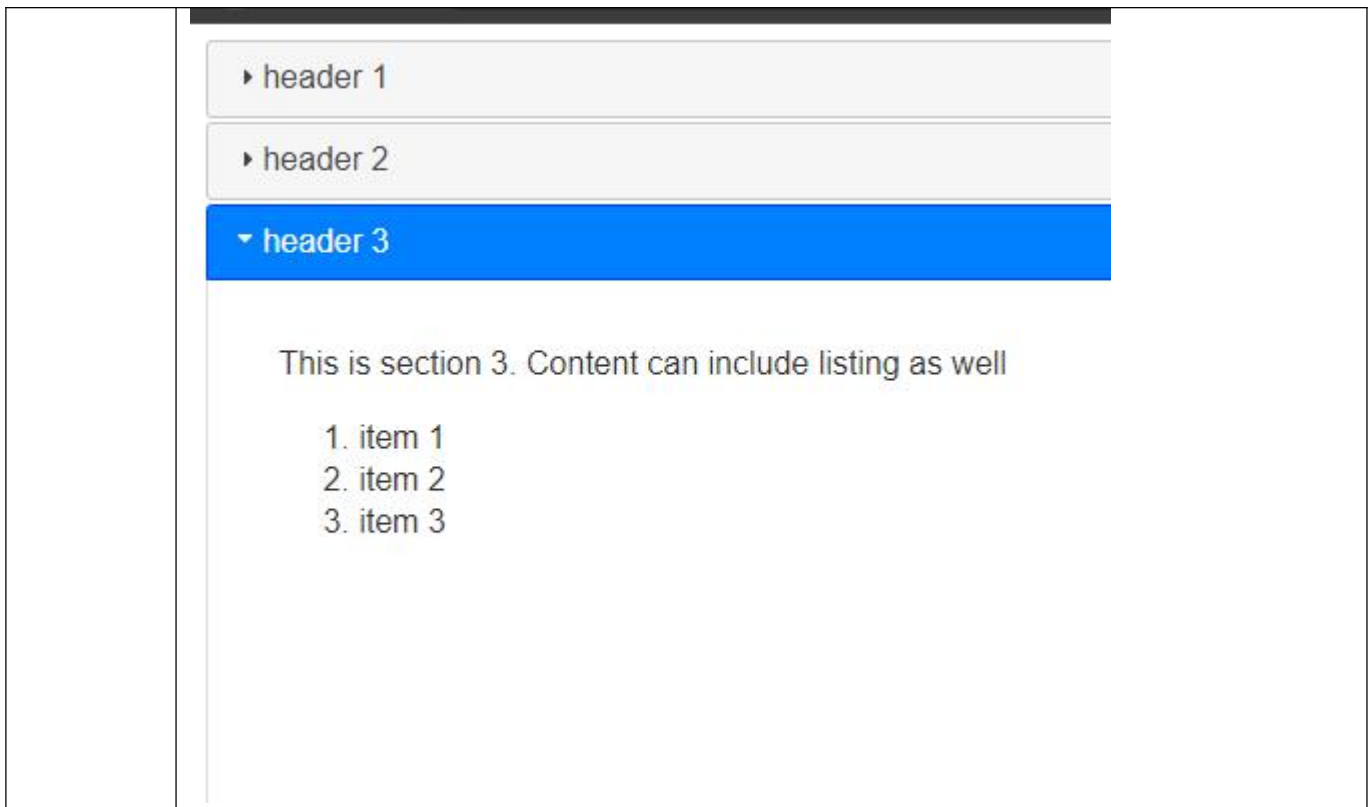 header 1
header 2
header 3
This is section 3. Content can include listing as well
1. item 1
2. item 2
3. item 3